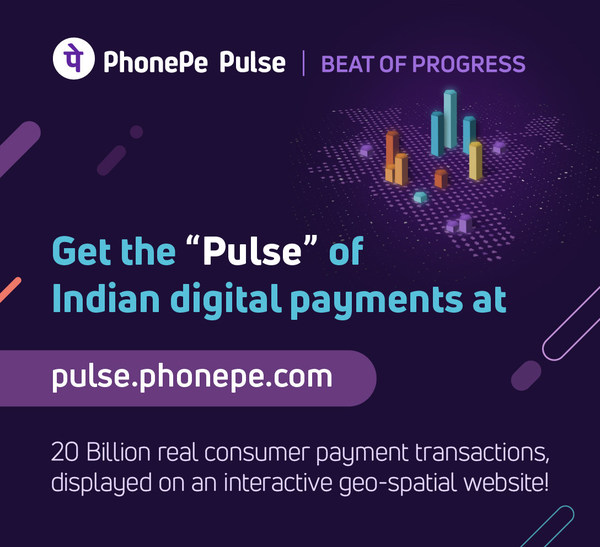 पे PhonePe Pulse | BEAT OF PROGRESS
Get the “Pulse” of
Indian digital payments at
pulse.phonepe.com
20 Billion real consumer payment transactions,
displayed on an interactive geo-spatial website!